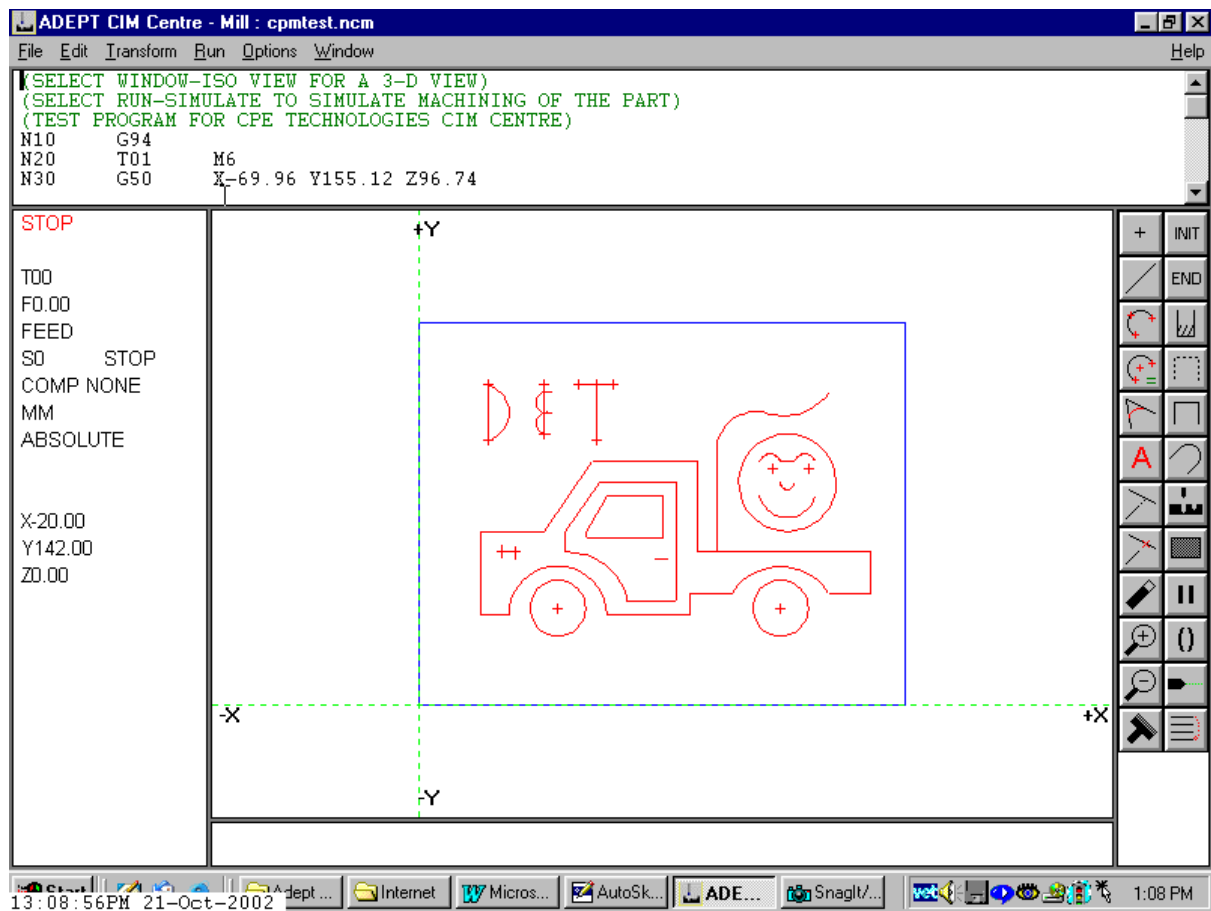 ADEPT CIM Centre - Mill : cpmtest.ncm
File Edit Transform Run Options Window Help
(SELECT WINDOW-ISO VIEW FOR A 3-D VIEW)
(SELECT RUN-SIMULATE TO SIMULATE MACHINING OF THE PART)
(TEST PROGRAM FOR CPE TECHNOLOGIES CIM CENTRE)
N10 G94
N20 T01 M6
N30 G50 X-69.96 Y155.12 Z96.74
STOP
T00
F0.00
FEED
S0 STOP
COMP NONE
MM
ABSOLUTE
X-20.00
Y142.00
Z0.00
+Y
DET
-X
+X
-Y
+ INIT
END
A
()
Start Adept ... Internet Micros... AutoSk... ADE... SnagIt/... vet 1:08 PM
13:08:56PM 21-Oct-2002